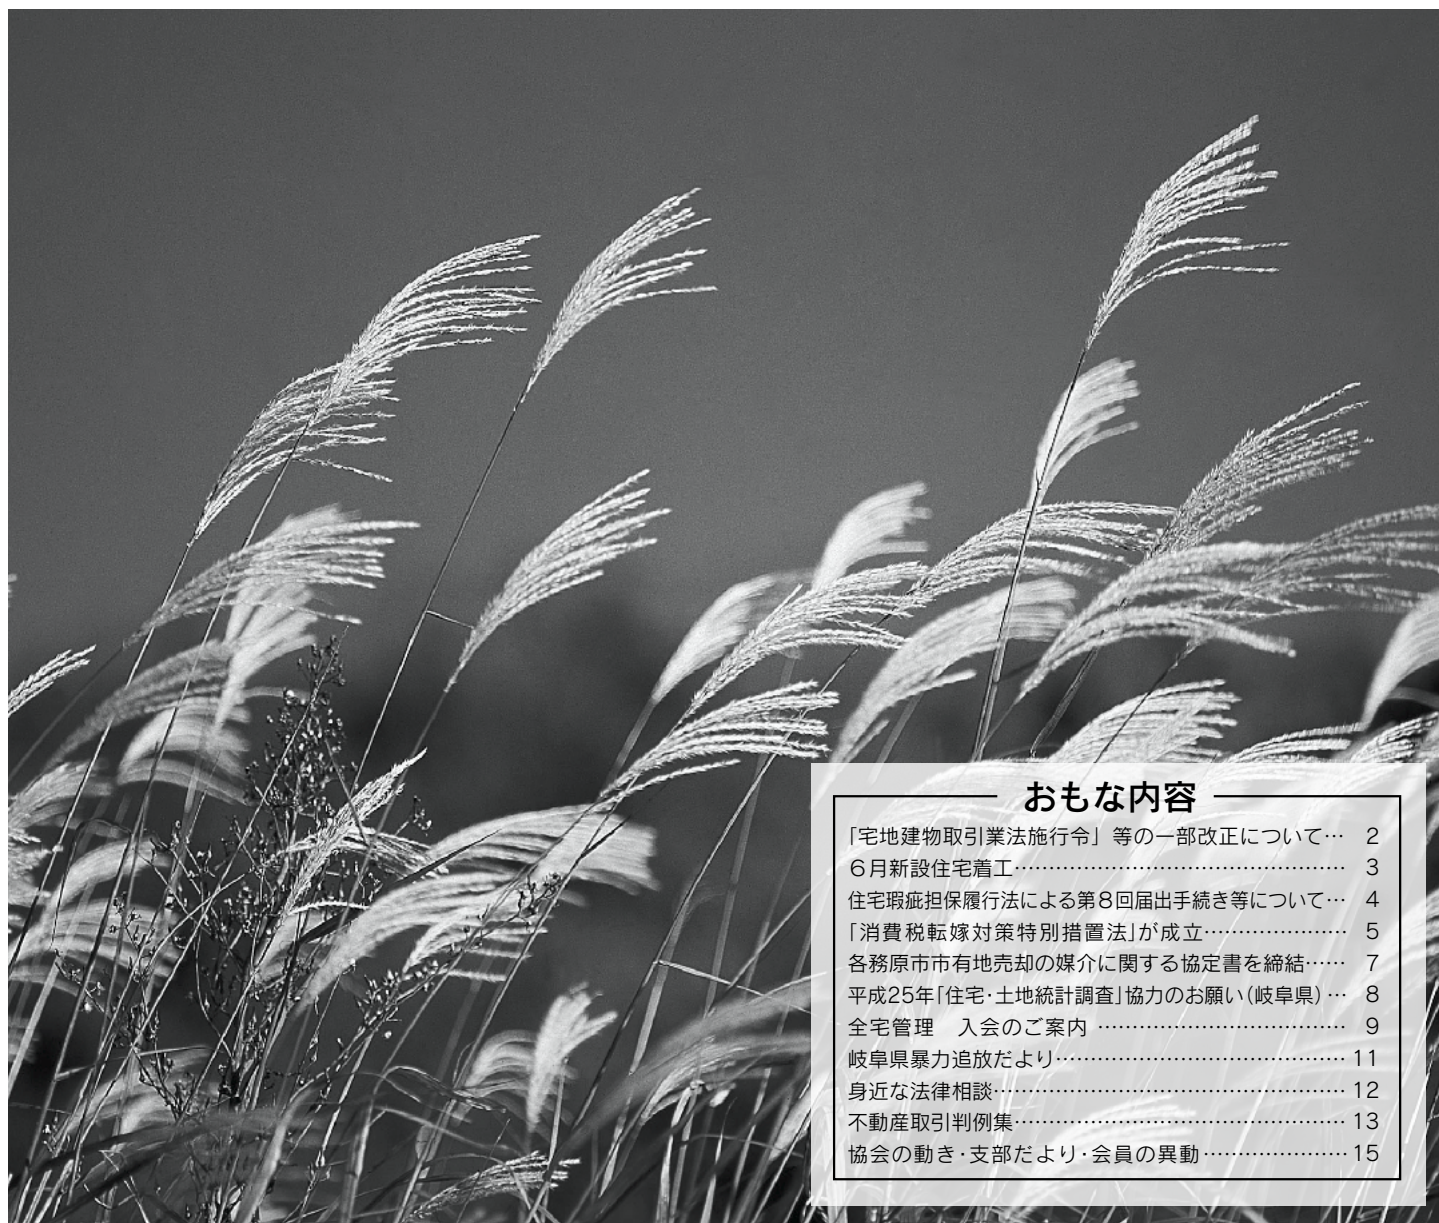 おもな内容
「宅地建物取引業法施行令」等の一部改正について… 2
６月新設住宅着工………………………………… 3
住宅瑕疵担保履行法による第８回届出手続き等について… 4
「消費税転嫁対策特別措置法」が成立……………… 5
各務原市市有地売却の媒介に関する協定書を締結…… 7
平成25年「住宅・土地統計調査」協力のお願い（岐阜県）… 8
全宅管理　入会のご案内 ………………………… 9
岐阜県暴力追放だより…………………………… 11
身近な法律相談…………………………………… 12
不動産取引判例集………………………………… 13
協会の動き・支部だより・会員の異動……………… 15